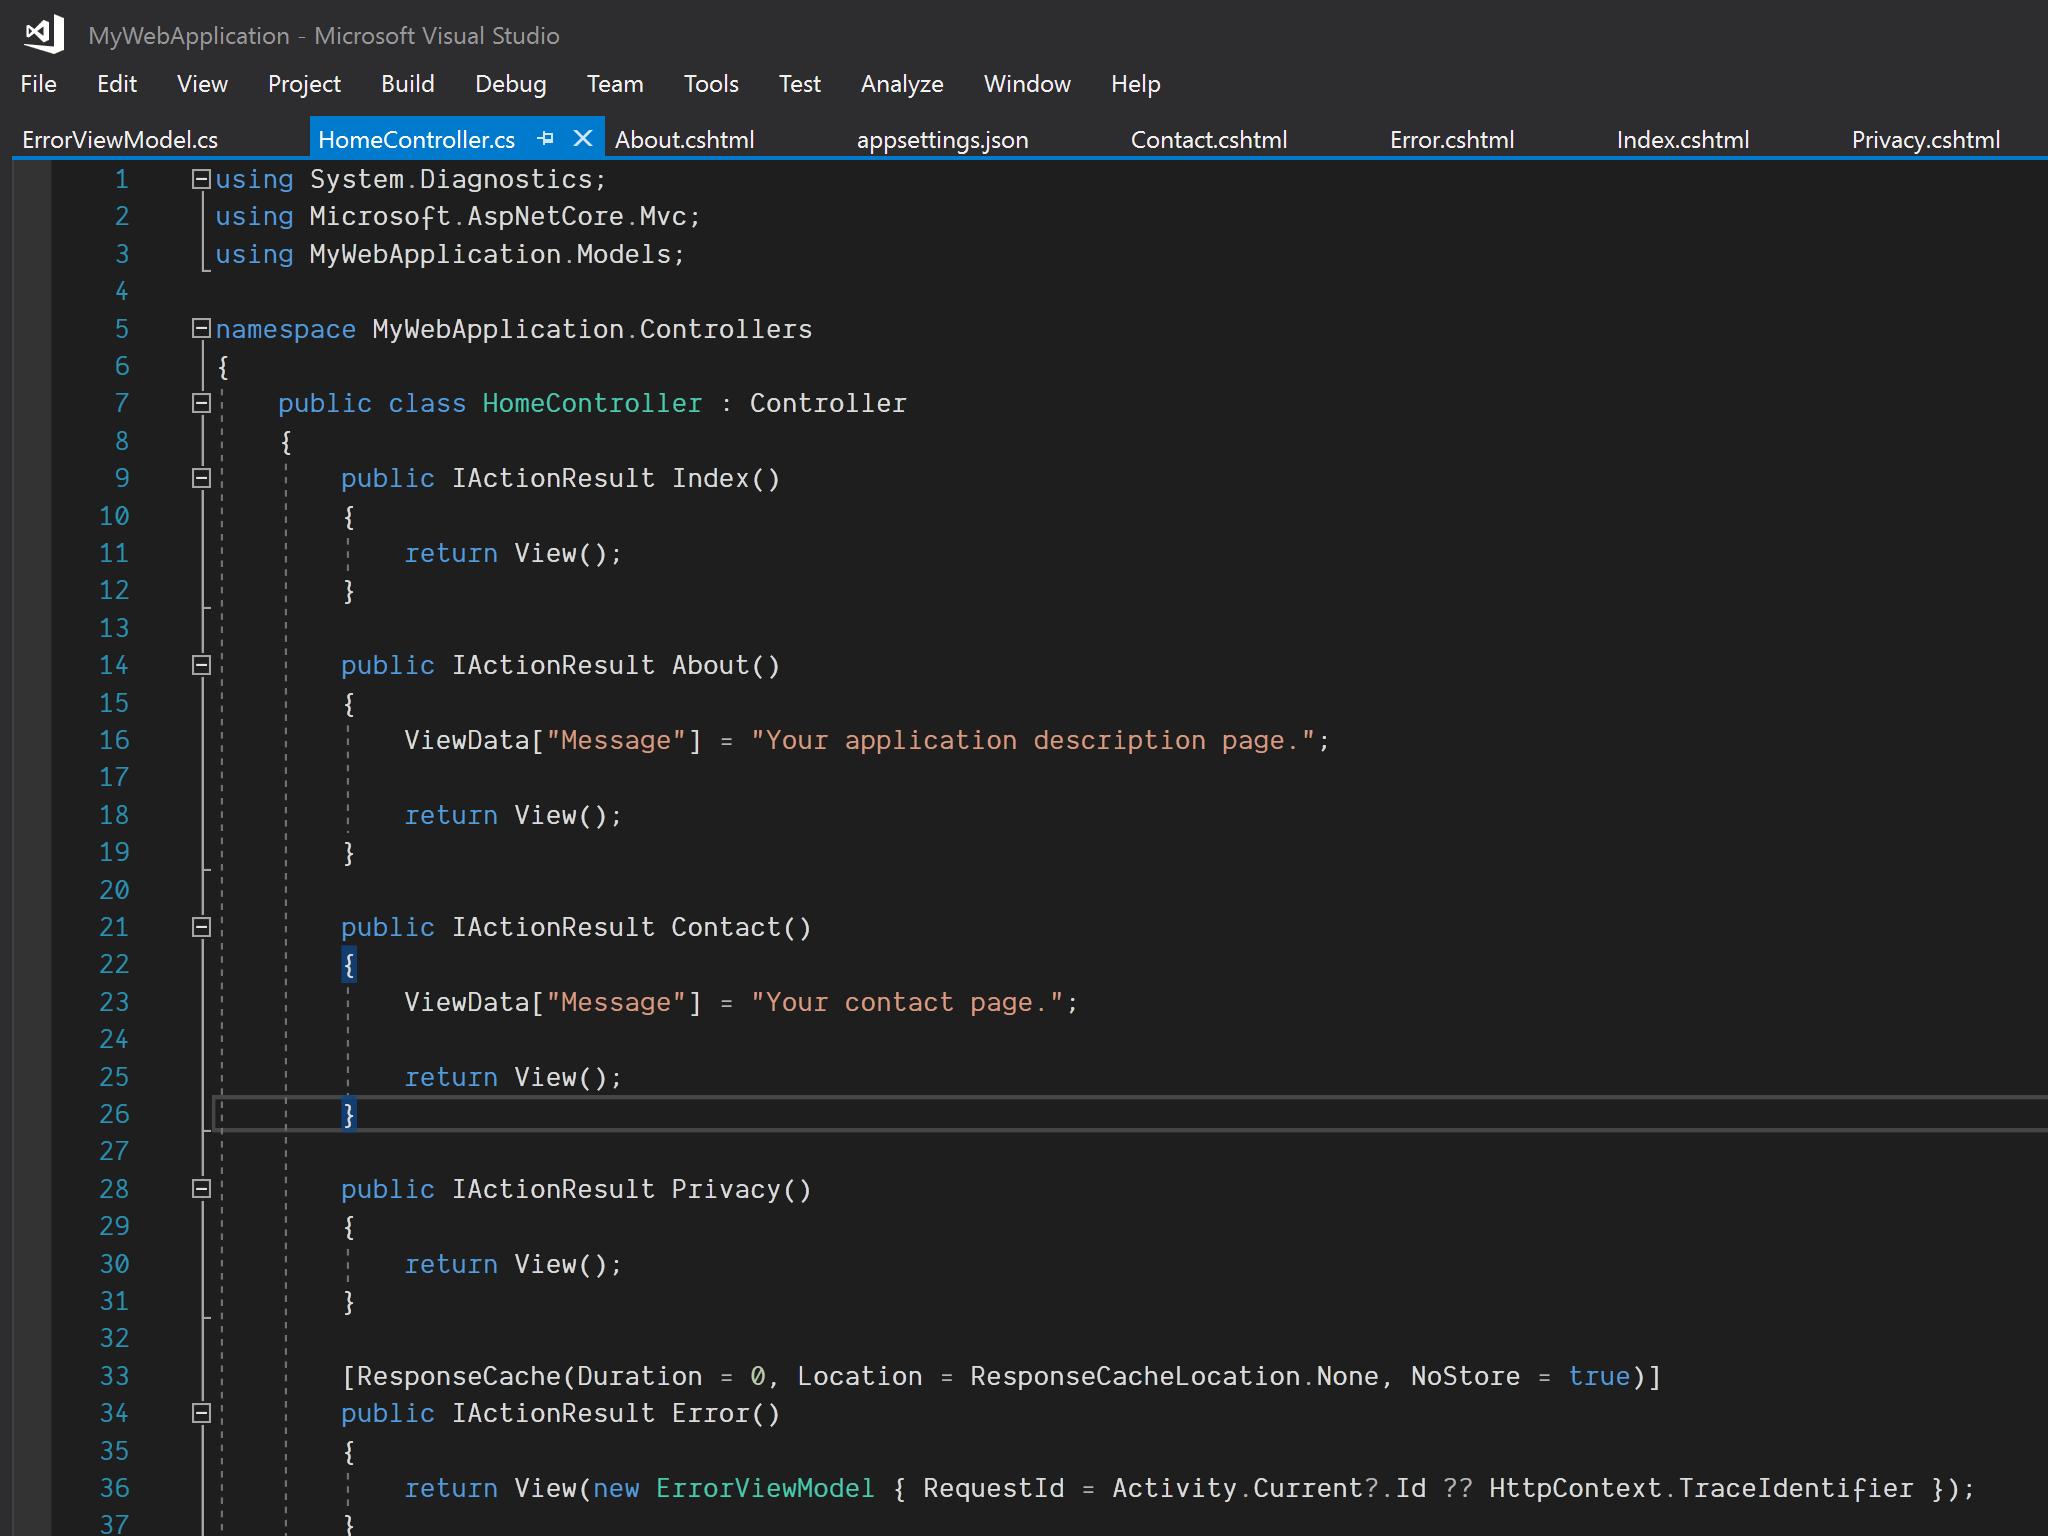 MyWebApplication - Microsoft Visual Studio
File Edit View Project Build Debug Team Tools Test Analyze Window Help
ErrorViewModel.cs HomeController.cs About.cshtml appsettings.json Contact.cshtml Error.cshtml Index.cshtml Privacy.cshtml
1 using System.Diagnostics;
2 using Microsoft.AspNetCore.Mvc;
3 using MyWebApplication.Models;
4
5 namespace MyWebApplication.Controllers
6 {
7 public class HomeController : Controller
8 {
9 public IActionResult Index()
10 {
11 return View();
12 }
13
14 public IActionResult About()
15 {
16 ViewData["Message"] = "Your application description page.";
17
18 return View();
19 }
20
21 public IActionResult Contact()
22 {
23 ViewData["Message"] = "Your contact page.";
24
25 return View();
26 }
27
28 public IActionResult Privacy()
29 {
30 return View();
31 }
32
33 [ResponseCache(Duration = 0, Location = ResponseCacheLocation.None, NoStore = true)]
34 public IActionResult Error()
35 {
36 return View(new ErrorViewModel { RequestId = Activity.Current?.Id ?? HttpContext.TraceIdentifier });
37 }